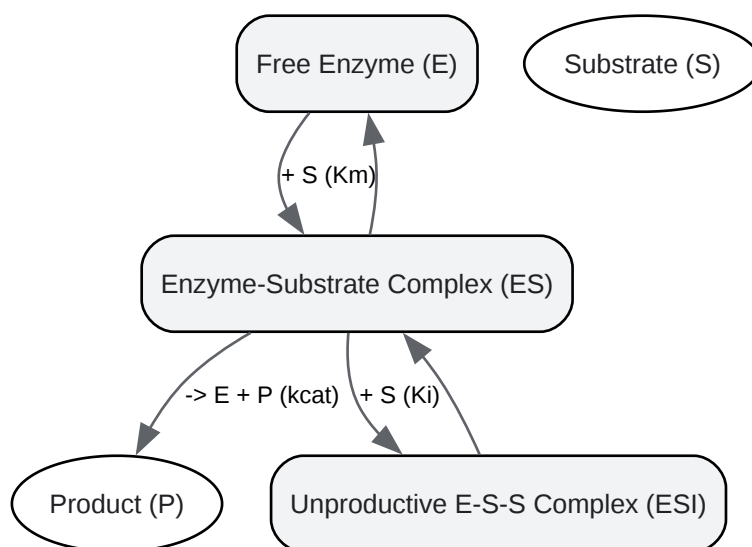 Free Enzyme (E)
Substrate (S)
+ S (Km)
Enzyme-Substrate Complex (ES)
-> E + P (kcat)
+ S (Ki)
Product (P)
Unproductive E-S-S Complex (ESI)